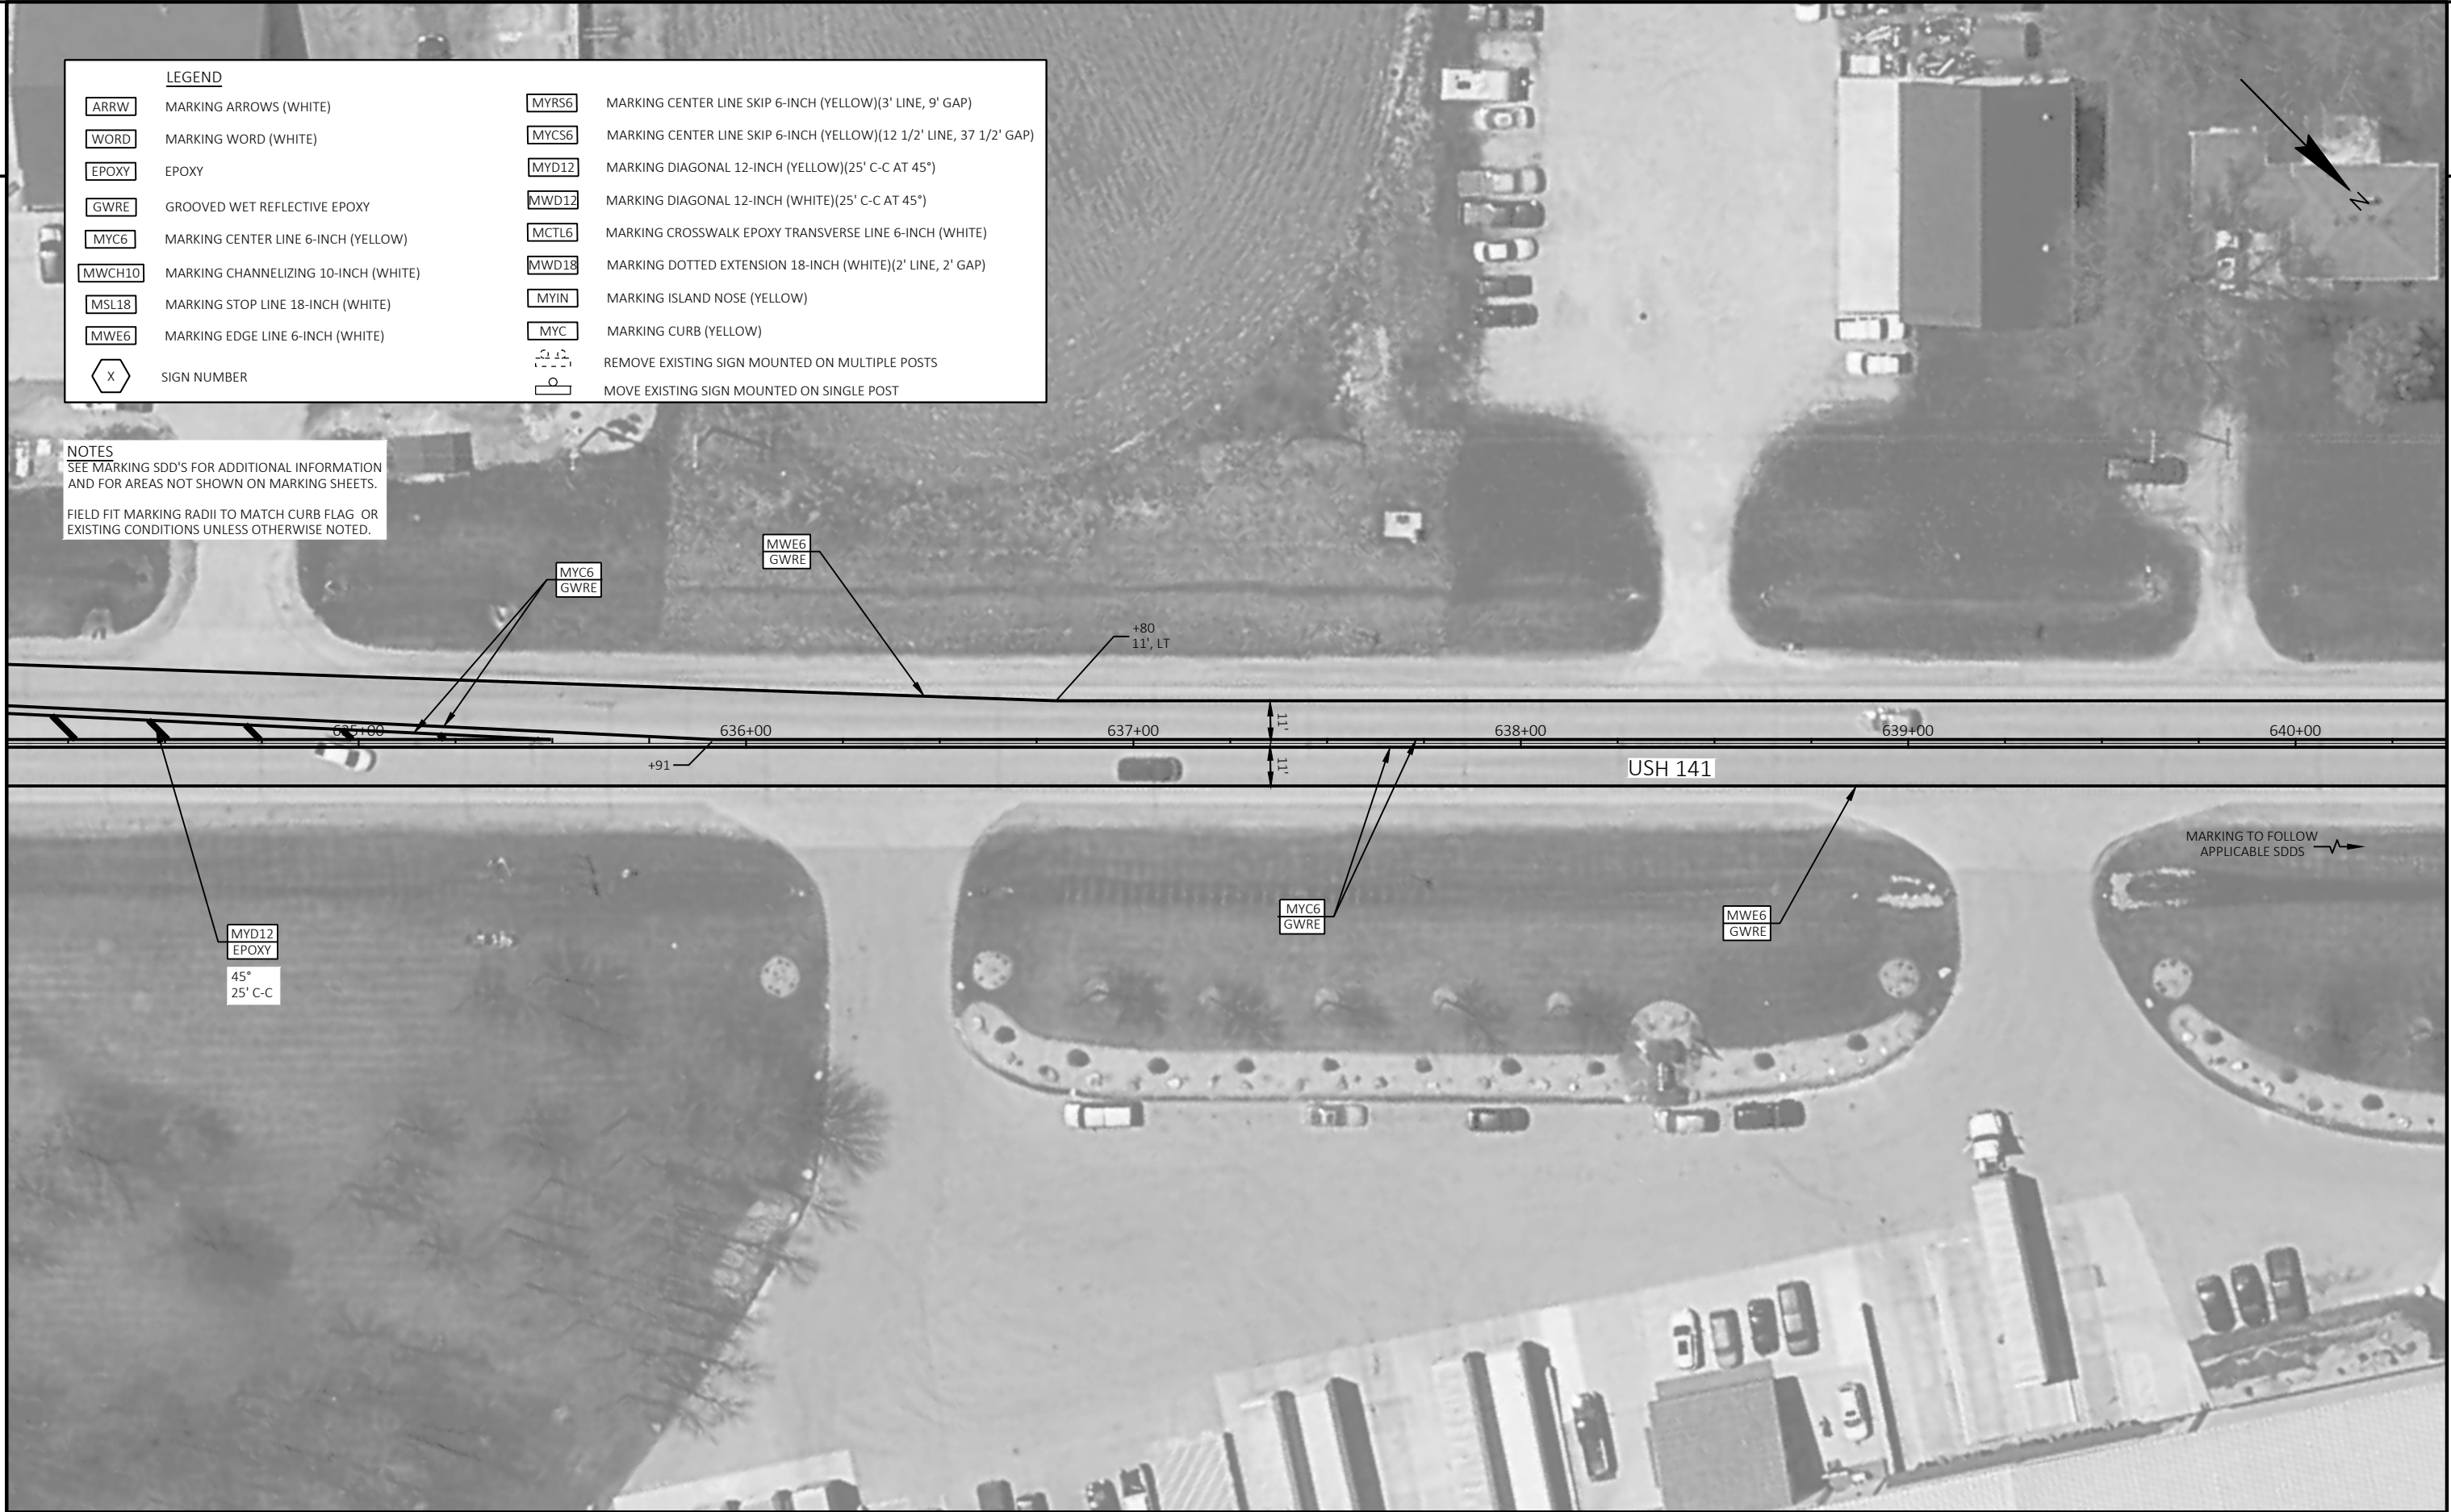 LEGEND
ARRW MARKING ARROWS (WHITE)
WORD MARKING WORD (WHITE)
EPOXY EPOXY
GWRE GROOVED WET REFLECTIVE EPOXY
MYC6 MARKING CENTER LINE 6-INCH (YELLOW)
MWCH10 MARKING CHANNELIZING 10-INCH (WHITE)
MSL18 MARKING STOP LINE 18-INCH (WHITE)
MWE6 MARKING EDGE LINE 6-INCH (WHITE)
X SIGN NUMBER
MYRS6 MARKING CENTER LINE SKIP 6-INCH (YELLOW)(3' LINE, 9' GAP)
MYCS6 MARKING CENTER LINE SKIP 6-INCH (YELLOW)(12 1/2' LINE, 37 1/2' GAP)
MYD12 MARKING DIAGONAL 12-INCH (YELLOW)(25' C-C AT 45°)
MWD12 MARKING DIAGONAL 12-INCH (WHITE)(25' C-C AT 45°)
MCTL6 MARKING CROSSWALK EPOXY TRANSVERSE LINE 6-INCH (WHITE)
MWD18 MARKING DOTTED EXTENSION 18-INCH (WHITE)(2' LINE, 2' GAP)
MYIN MARKING ISLAND NOSE (YELLOW)
MYC MARKING CURB (YELLOW)
REMOVE EXISTING SIGN MOUNTED ON MULTIPLE POSTS
MOVE EXISTING SIGN MOUNTED ON SINGLE POST
N
NOTES
SEE MARKING SDD'S FOR ADDITIONAL INFORMATION
AND FOR AREAS NOT SHOWN ON MARKING SHEETS.
FIELD FIT MARKING RADII TO MATCH CURB FLAG OR
EXISTING CONDITIONS UNLESS OTHERWISE NOTED.
MWE6
GWRE
MYC6
GWRE
+80
11', LT
635+00 636+00 637+00 638+00 639+00 640+00
11'
11'
+91
USH 141
MARKING TO FOLLOW
APPLICABLE SDDS
MYC6
GWRE
MWE6
GWRE
MYD12
EPOXY
45°
25' C-C